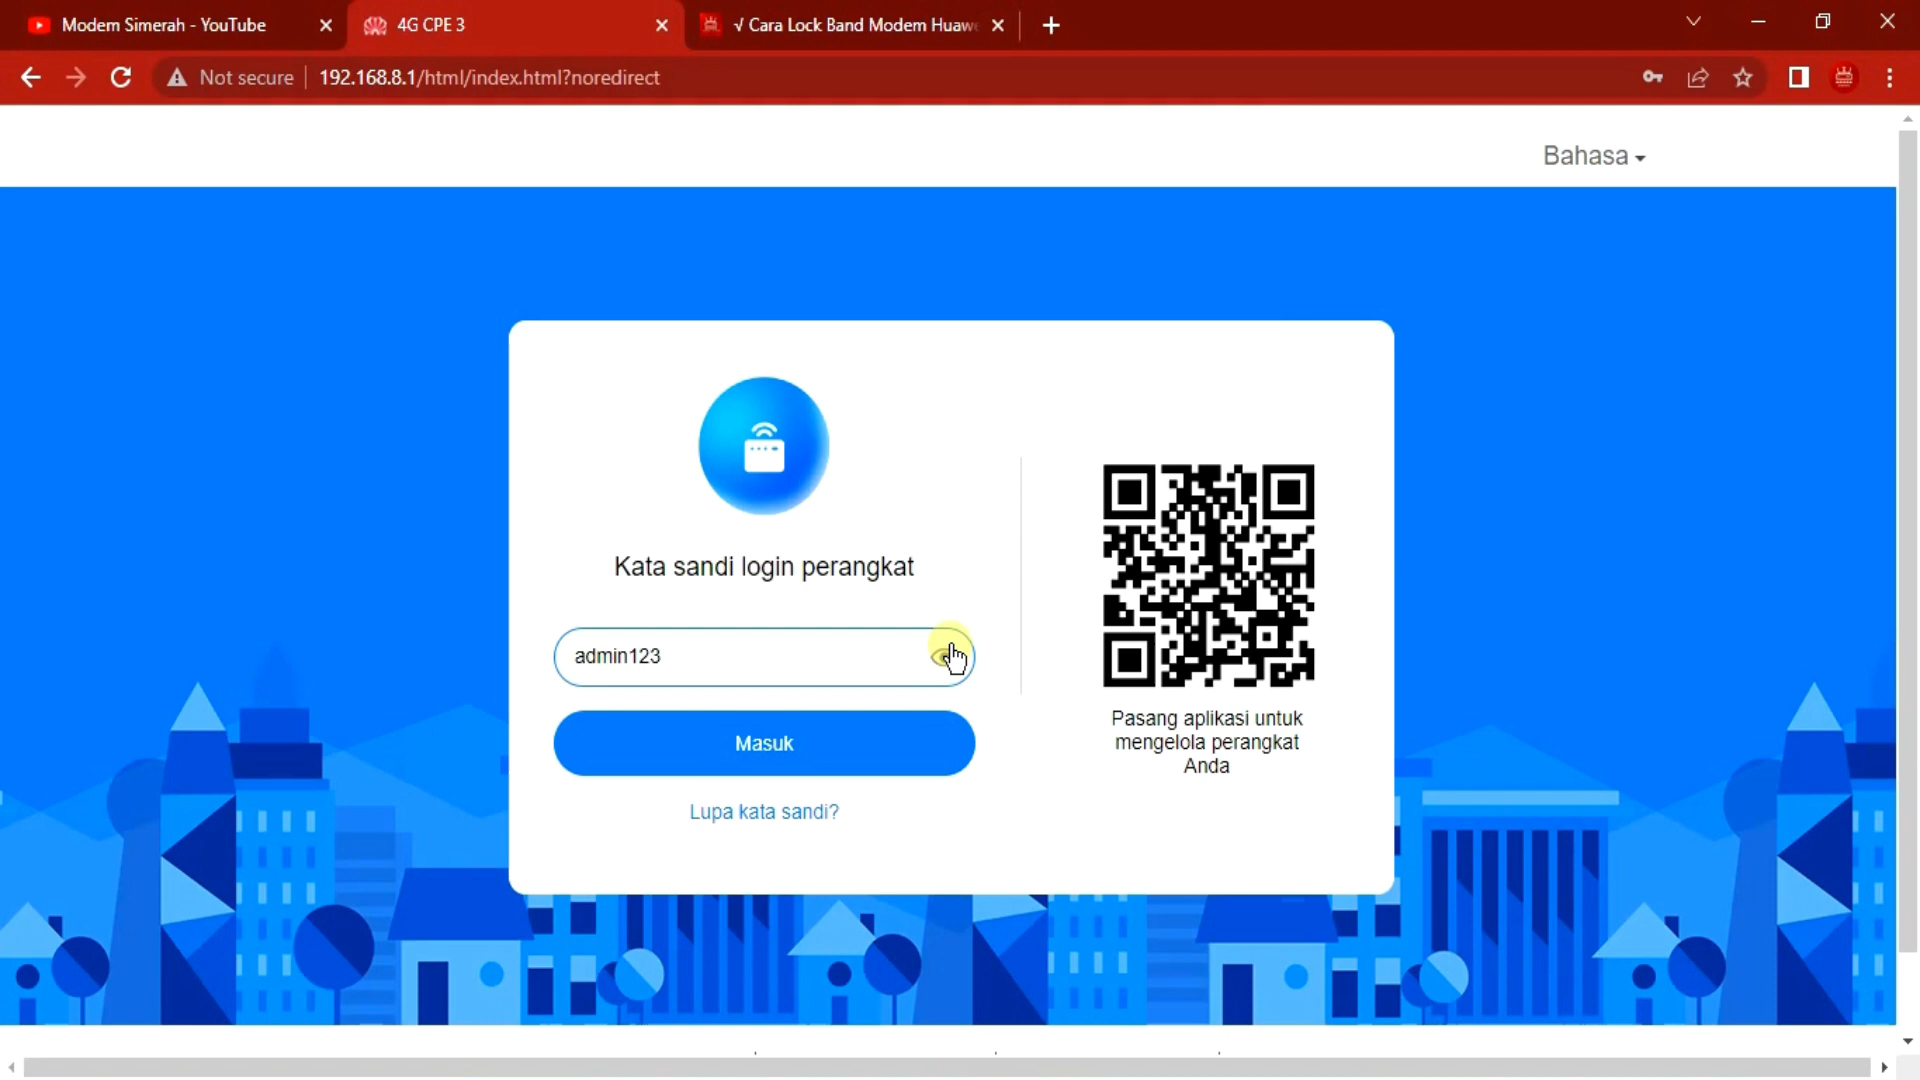 Modem Simerah - YouTube
4G CPE 3
√ Cara Lock Band Modem Huaw
Not secure
192.168.8.1/html/index.html?noredirect
Bahasa
Kata sandi login perangkat
admin123
Masuk
Lupa kata sandi?
Pasang aplikasi untuk
mengelola perangkat
Anda